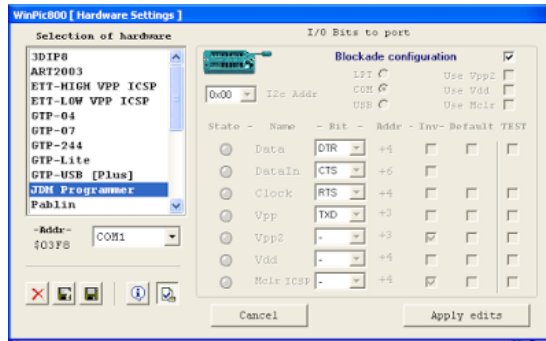 WinPic800 [ Hardware Settings ]
Selection of hardware
3DIP8
ART2003
ETT-HIGH VPP ICSP
ETT-LOW VPP ICSP
GTP-04
GTP-07
GTP-244
GTP-Lite
GTP-USB [Plus]
JDM Programmer
Pablin
-Addr-
$03F8
COM1
I/O Bits to port
Blockade configuration
LPT
COM
USB
Use Vpp2
Use Vdd
Use Mclr
0x00 I2c Addr
State - Name - Bit - Addr - Inv- Default TEST
Data DTR +4
DataIn CTS +6
Clock RTS +4
Vpp TXD +3
Vpp2 - +3
Vdd - +4
Mclr ICSP - +4
Cancel
Apply edits